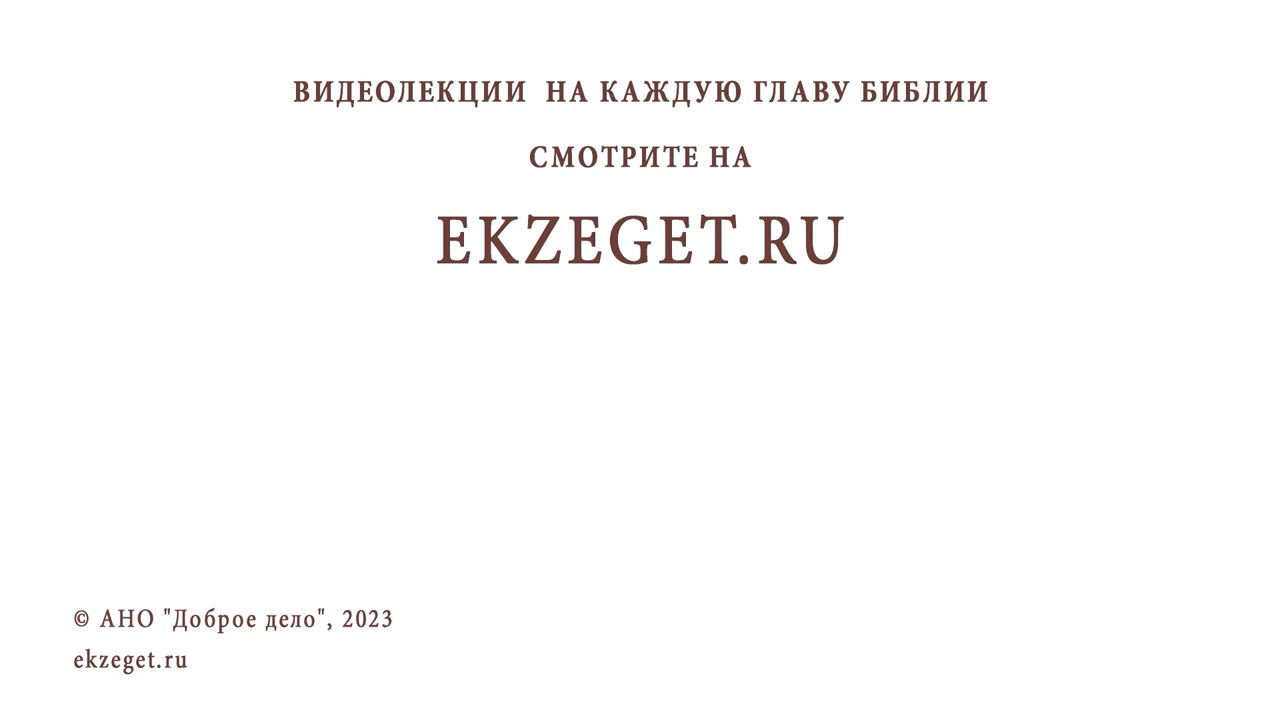 ВИДЕОЛЕКЦИИ НА КАЖДУЮ ГЛАВУ БИБЛИИ
СМОТРИТЕ НА
EKZEGET.RU
© АНО "Доброе дело", 2023
ekzeget.ru